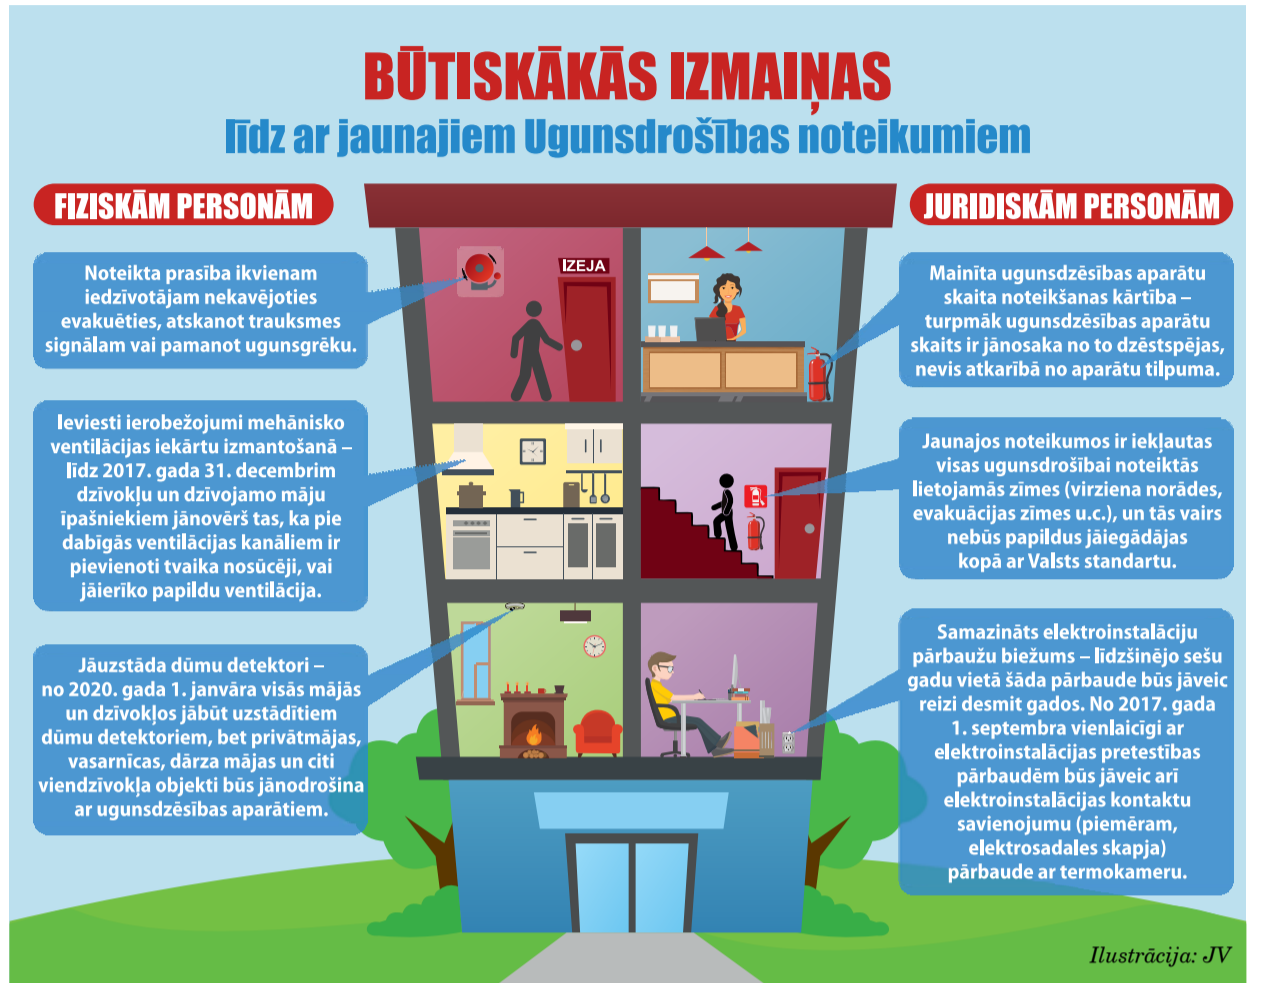 BŪTISKĀKĀS IZMAIŅAS
līdz ar jaunajiem Ugunsdrošības noteikumiem
FIZISKĀM PERSONĀM
Noteikta prasība ikvienam
iedzīvotājam nekavējoties
evakuēties, atskanot trauksmes
signālam vai pamanot ugunsgrēku.
Ieviesti ierobežojumi mehānisko
ventilācijas iekārtu izmantošanā –
līdz 2017. gada 31. decembrim
dzīvokļu un dzīvojamo māju
īpašniekiem jānovērš tas, ka pie
dabīgās ventilācijas kanāliem ir
pievienoti tvaika nosūcēji, vai
jāierīko papildu ventilācija.
Jāuzstāda dūmu detektori –
no 2020. gada 1. janvāra visās mājās
un dzīvokļos jābūt uzstādītiem
dūmu detektoriem, bet privātmājas,
vasarnīcas, dārza mājas un citi
viendzīvokļa objekti būs jānodrošina
ar ugunsdzēsības aparātiem.
IZEJA
JURIDISKĀM PERSONĀM
Mainīta ugunsdzēsības aparātu
skaita noteikšanas kārtība –
turpmāk ugunsdzēsības aparātu
skaits ir jānosaka no to dzēstspējas,
nevis atkarībā no aparātu tilpuma.
Jaunajos noteikumos ir iekļautas
visas ugunsdrošībai noteiktās
lietojamās zīmes (virziena norādes,
evakuācijas zīmes u.c.), un tās vairs
nebūs papildus jāiegādājas
kopā ar Valsts standartu.
Samazināts elektroinstalāciju
pārbaužu biežums – līdzšinējo sešu
gadu vietā šāda pārbaude būs jāveic
reizi desmit gados. No 2017. gada
1. septembra vienlaicīgi ar
elektroinstalācijas pretestības
pārbaudēm būs jāveic arī
elektroinstalācijas kontaktu
savienojumu (piemēram,
elektrosadales skapja)
pārbaude ar termokameru.
Ilustrācija: JV